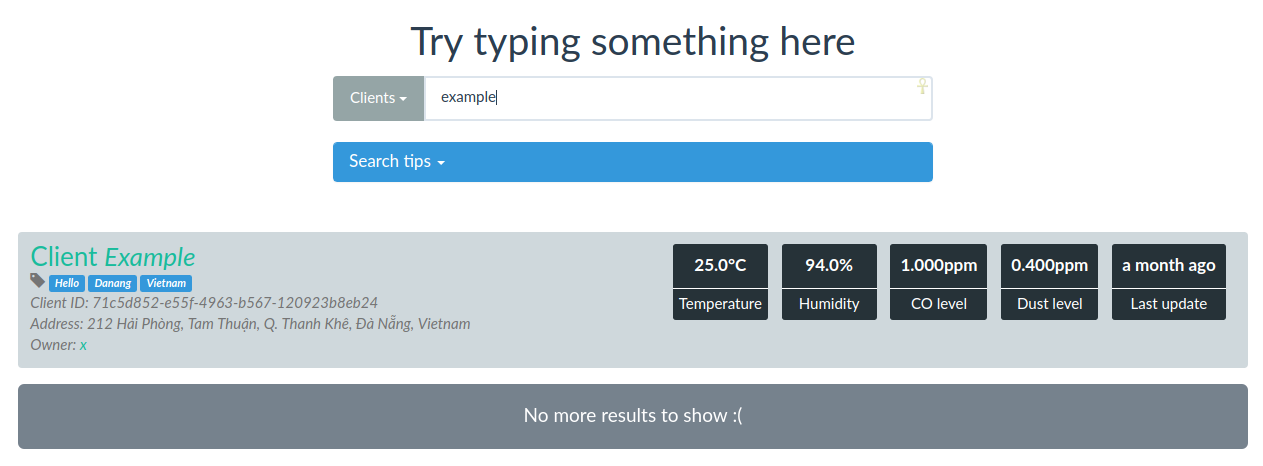 Try typing something here
Clients
example
Search tips
Client Example
Hello Danang Vietnam
Client ID: 71c5d852-e55f-4963-b567-120923b8eb24
Address: 212 Hải Phòng, Tam Thuận, Q. Thanh Khê, Đà Nẵng, Vietnam
Owner: x
25.0°C
Temperature
94.0%
Humidity
1.000ppm
CO level
0.400ppm
Dust level
a month ago
Last update
No more results to show :(